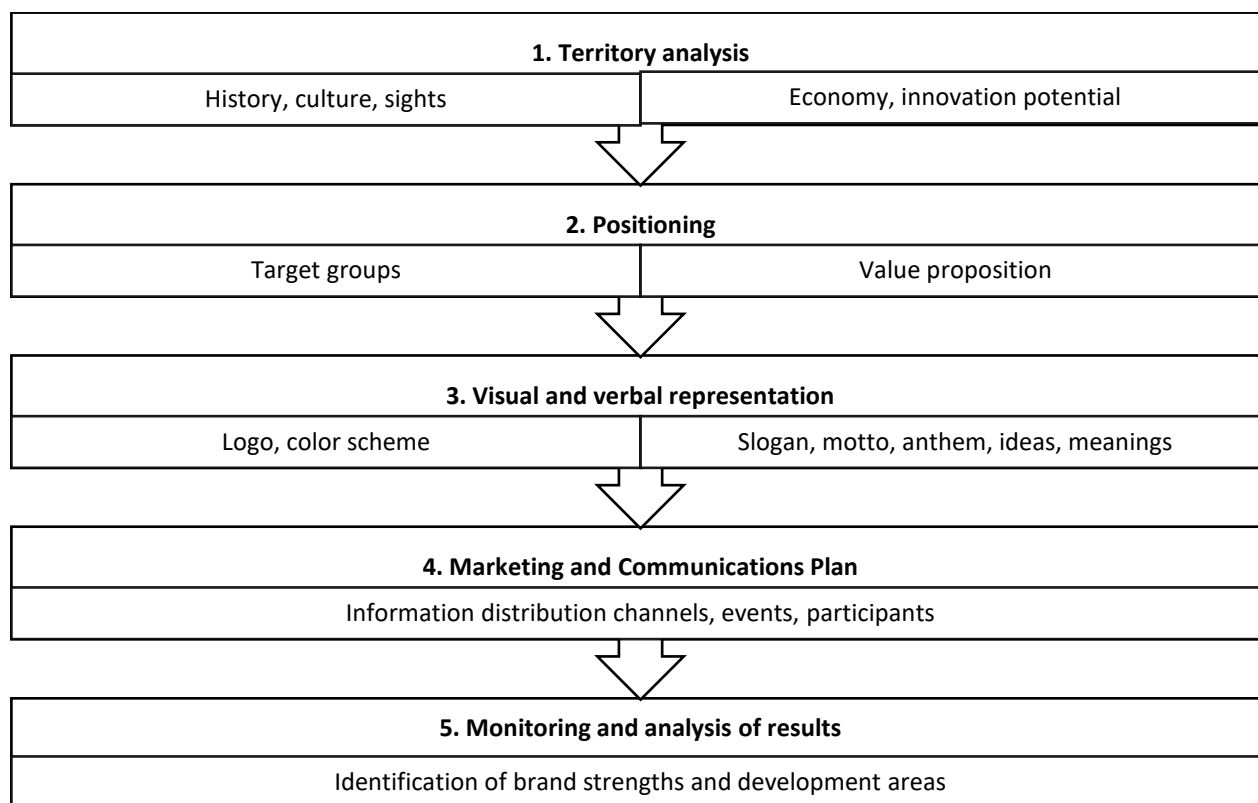 1. Territory analysis
History, culture, sights
Economy, innovation potential
2. Positioning
Target groups
Value proposition
3. Visual and verbal representation
Logo, color scheme
Slogan, motto, anthem, ideas, meanings
4. Marketing and Communications Plan
Information distribution channels, events, participants
5. Monitoring and analysis of results
Identification of brand strengths and development areas